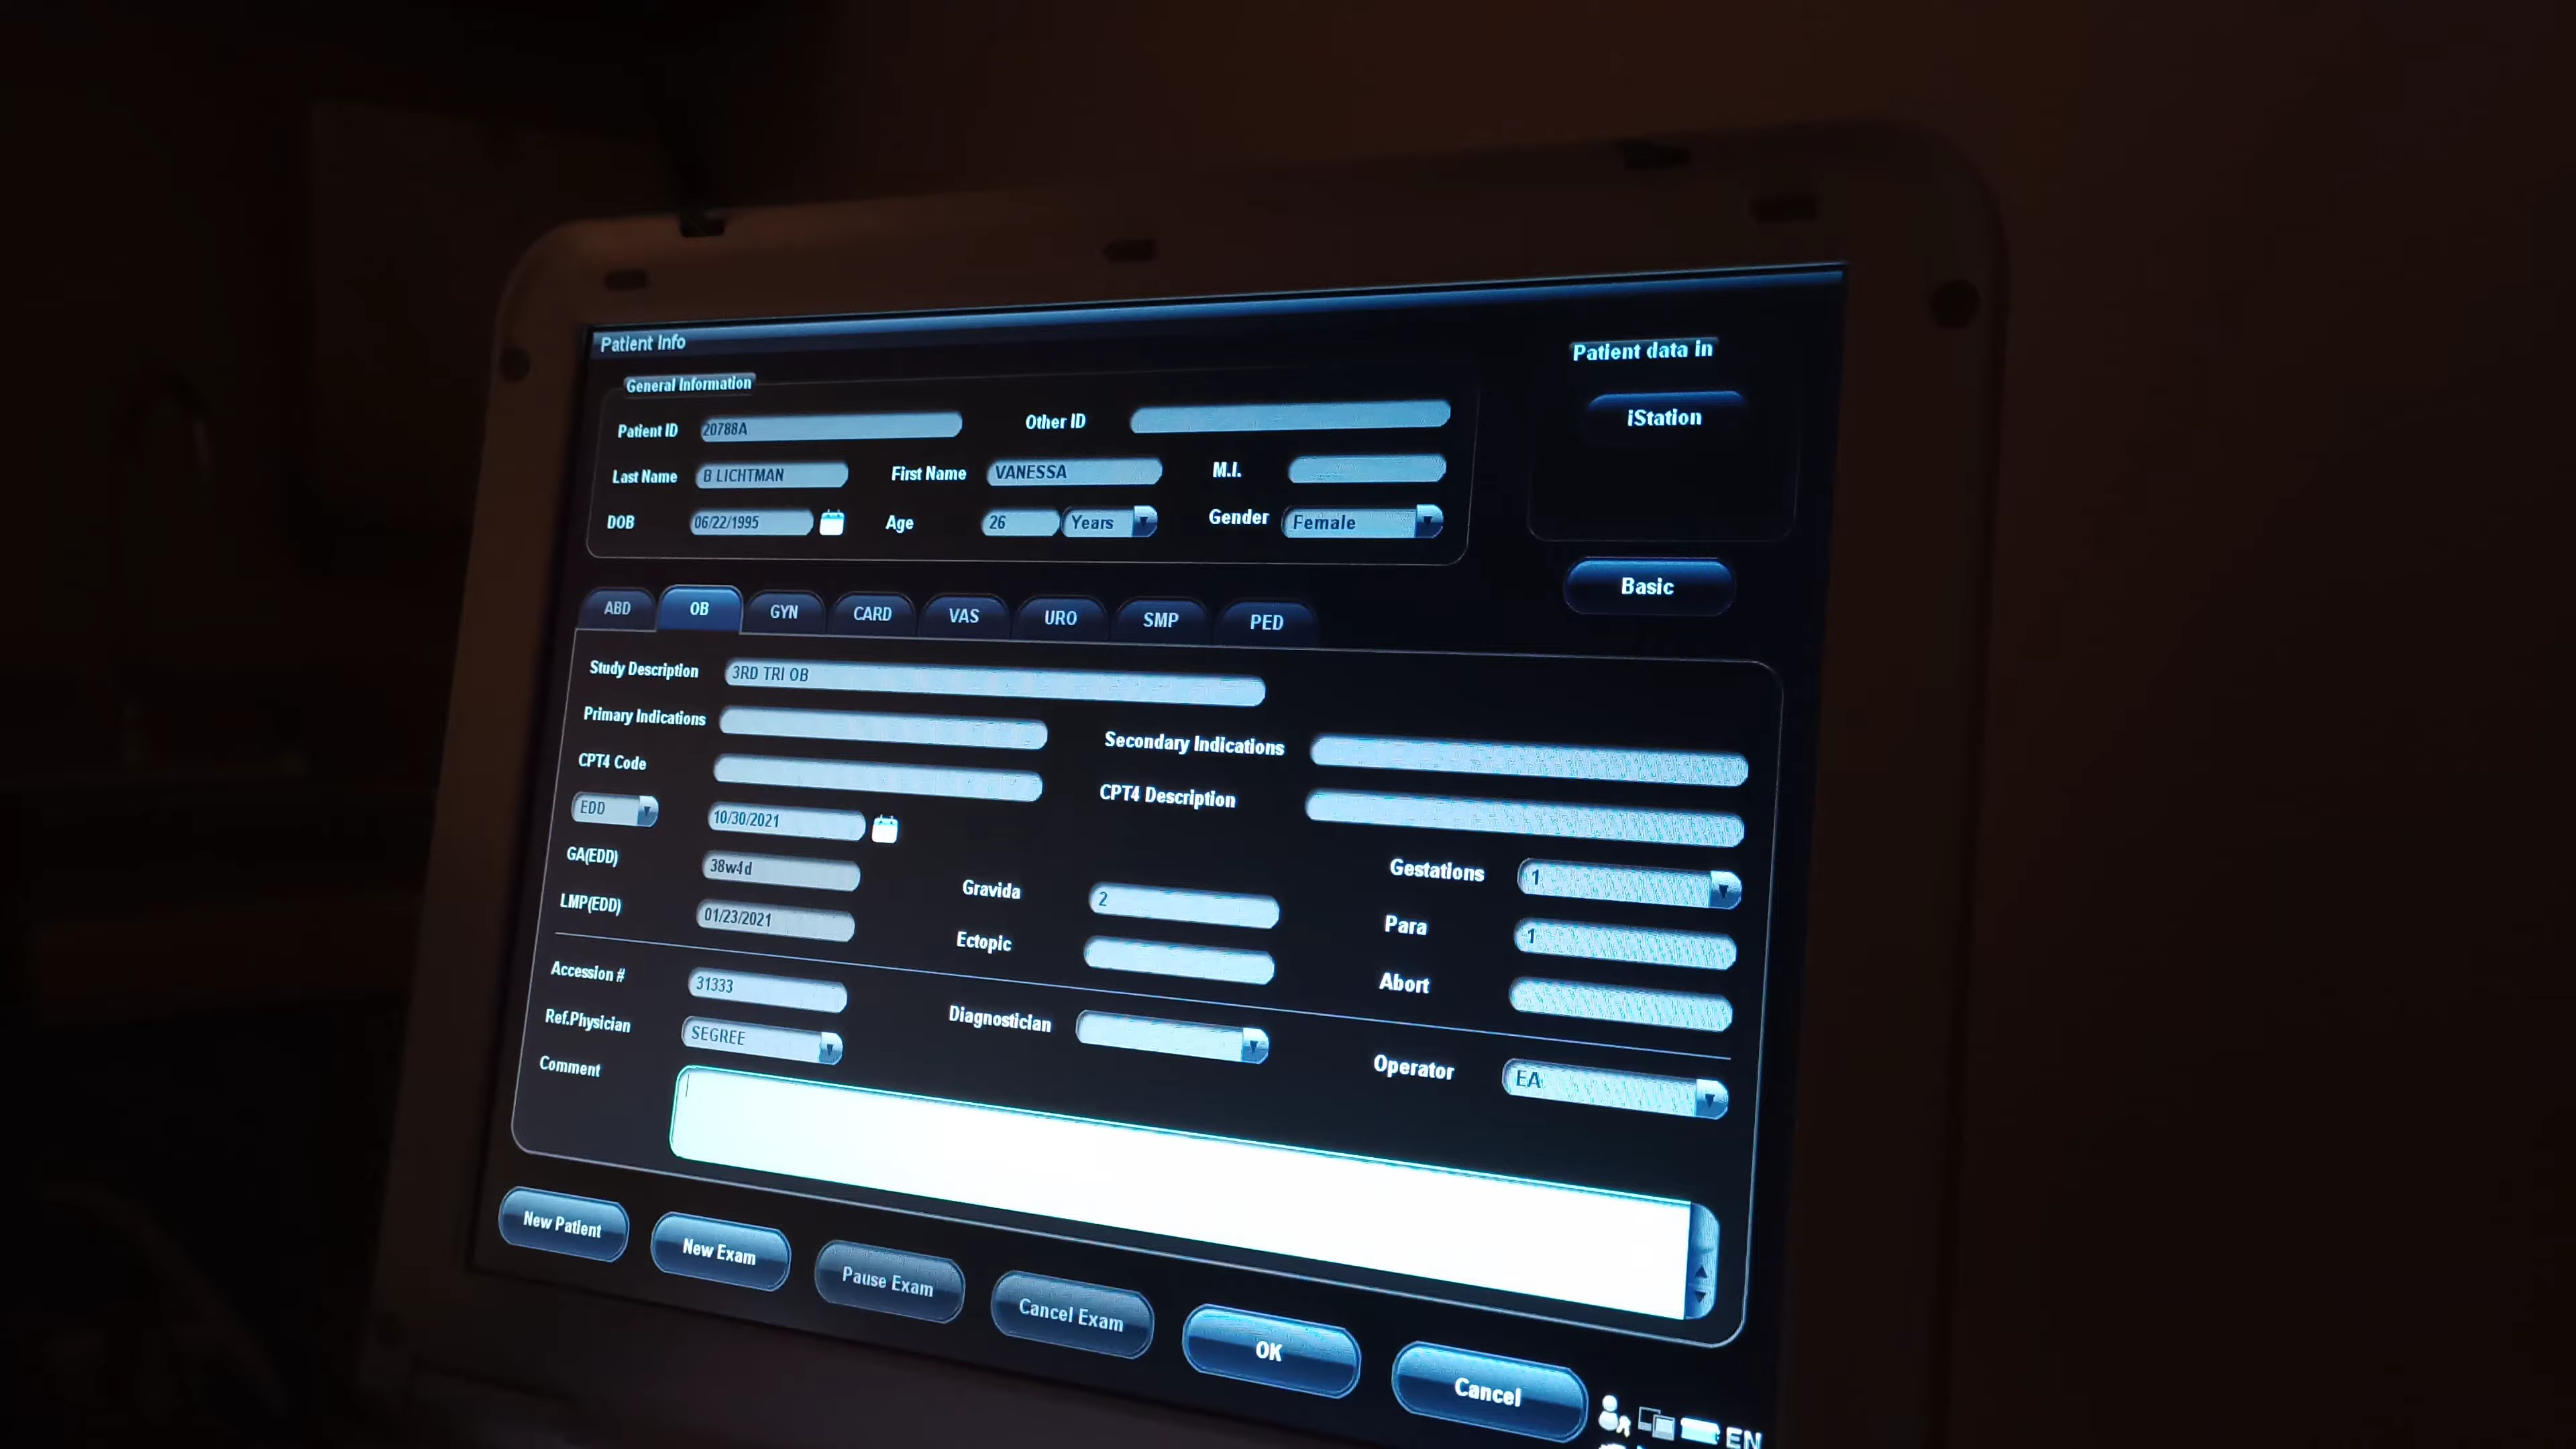 Patient Info
Patient data in
General Information
iStation
Patient ID 20788A Other ID
Last Name B LICHTMAN First Name VANESSA M.I.
DOB 06/22/1995 Age 26 Years Gender Female
Basic
ABD OB GYN CARD VAS URO SMP PED
Study Description 3RD TRI OB
Primary Indications Secondary Indications
CPT4 Code CPT4 Description
EDD 10/30/2021
GA(EDD) 38w4d Gravida 2 Gestations 1
LMP(EDD) 01/23/2021 Ectopic Para 1
Abort
Accession # 31333
Ref.Physician SEGREE Diagnostician Operator EA
Comment
New Patient New Exam Pause Exam Cancel Exam OK Cancel
EN